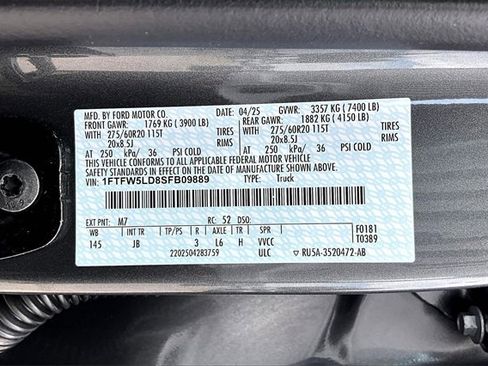 MFD. BY FORD MOTOR CO. 04/25 GVWR: 3357 KG ( 7400 LB)
FRONT GAWR: 1769 KG ( 3900 LB) REAR GAWR: 1882 KG ( 4150 LB)
275/60R20 115T TIRES 275/60R20 115T TIRES
20x8.5J RIMS 20x8.5J RIMS
AT 250 kPa/ 36 PSI COLD AT 250 kPa/ 36 PSI COLD
THIS VEHICLE CONFORMS TO ALL APPLICABLE FEDERAL MOTOR VEHICLE
SAFETY STANDARDS IN EFFECT ON THE DATE OF MANUFACTURE SHOWN ABOVE.
VIN: 1FTFW5LD8SFB09889 TYPE: Truck
EXT PNT: M7 RC: 52 DSO:
WB INT TR TP/PS R AXLE TR SPR F0181
145 JB 3 L6 H VVCC T0389
2202504283759 ULC ▽ RU5A-3520472-AB